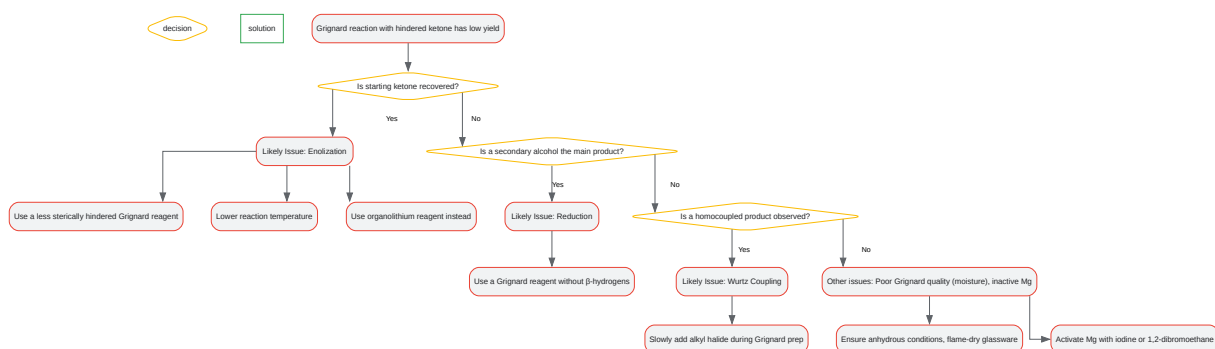 decision
solution
Grignard reaction with hindered ketone has low yield
Is starting ketone recovered?
Yes
No
Likely Issue: Enolization
Is a secondary alcohol the main product?
Yes
No
Use a less sterically hindered Grignard reagent
Lower reaction temperature
Use organolithium reagent instead
Likely Issue: Reduction
Is a homocoupled product observed?
Yes
No
Use a Grignard reagent without β-hydrogens
Likely Issue: Wurtz Coupling
Other issues: Poor Grignard quality (moisture), inactive Mg
Slowly add alkyl halide during Grignard prep
Ensure anhydrous conditions, flame-dry glassware
Activate Mg with iodine or 1,2-dibromoethane